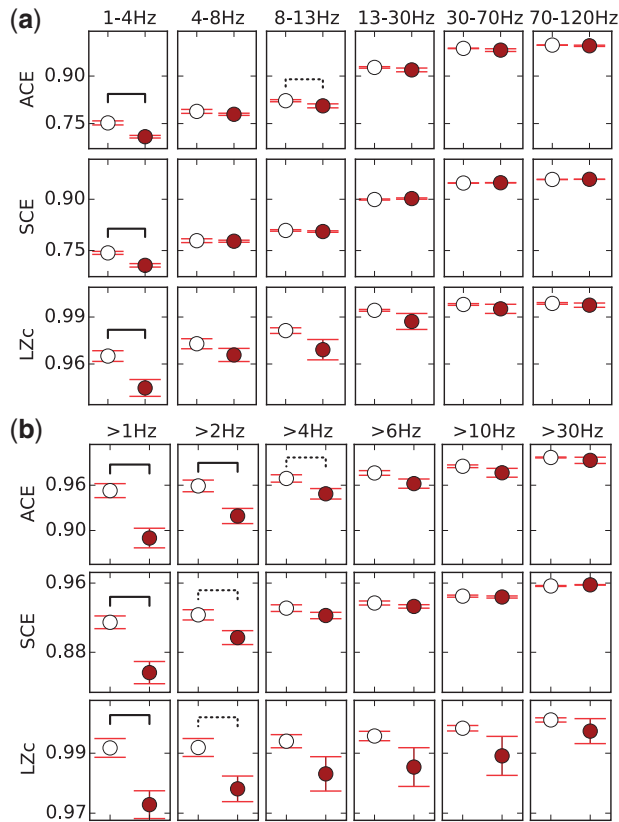 (a) 1-4Hz 4-8Hz 8-13Hz 13-30Hz 30-70Hz 70-120Hz
ACE 0.90
0.75
SCE 0.90
0.75
LZc 0.99
0.96
(b) >1Hz >2Hz >4Hz >6Hz >10Hz >30Hz
ACE 0.96
0.90
SCE 0.96
0.88
LZc 0.99
0.97